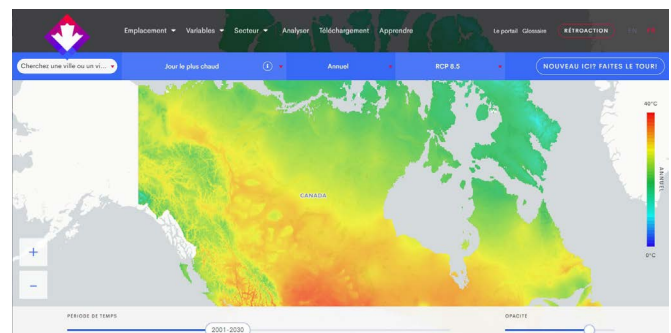 Emplacement Variables Secteur Analyser Téléchargement Apprendre Le portail Glossaire RÉTROACTION
Cherchez une ville ou un vi... Jour le plus chaud Annuel RCP 8.5 NOUVEAU ICI? FAITES LE TOUR!
40°C
CANADA
ANNUEL
0°C
+
−
PÉRIODE DE TEMPS OPACITÉ
2001-2030